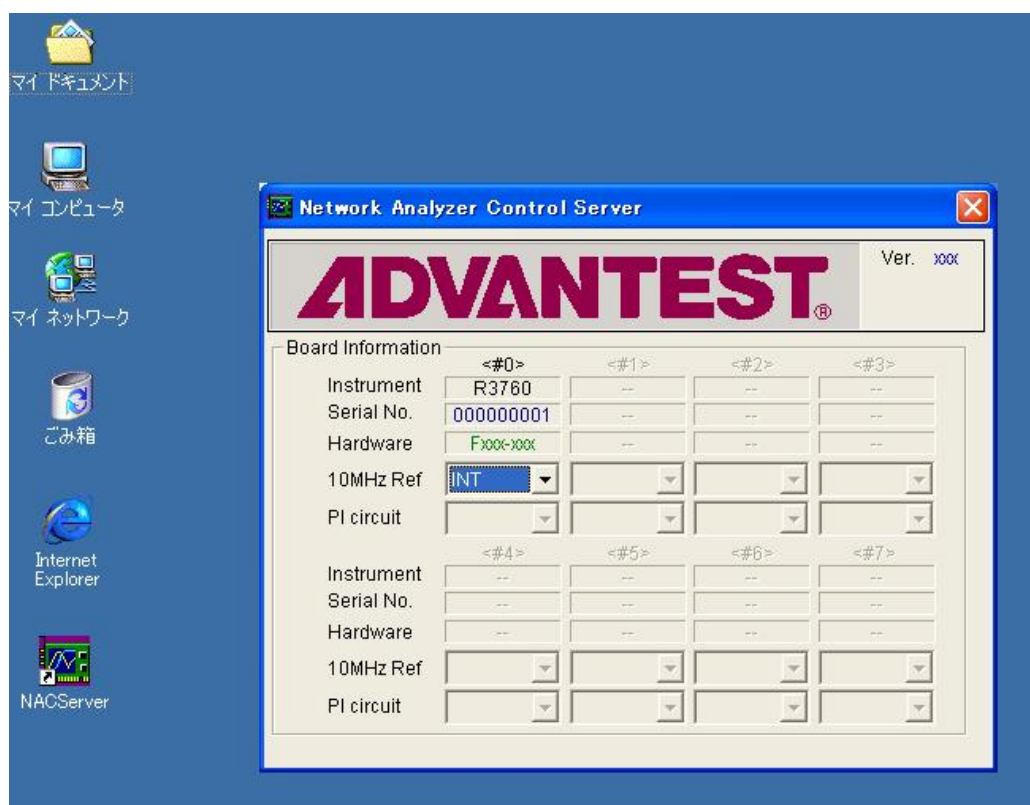 マイ ドキュメント
マイ コンピュータ
マイ ネットワーク
ごみ箱
Internet
Explorer
NACServer
Network Analyzer Control Server
ADVANTEST®
Ver. xxx
Board Information
<#0> <#1> <#2> <#3>
Instrument R3760 -- -- --
Serial No. 000000001 -- -- --
Hardware Fxxx-xxx -- -- --
10MHz Ref INT
PI circuit
<#4> <#5> <#6> <#7>
Instrument -- -- -- --
Serial No. -- -- -- --
Hardware -- -- -- --
10MHz Ref
PI circuit